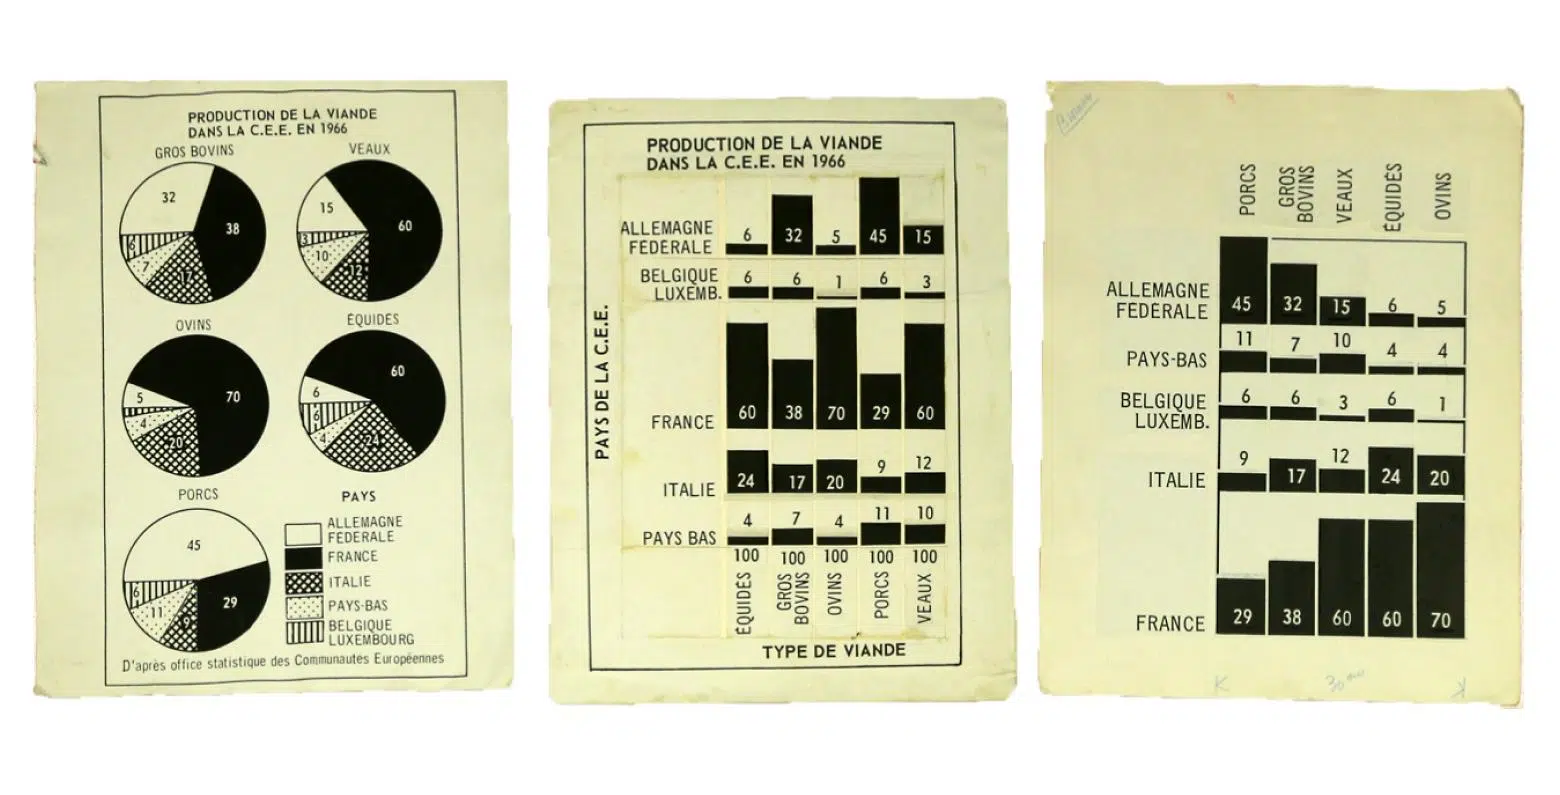 PRODUCTION DE LA VIANDE
DANS LA C.E.E. EN 1966
GROS BOVINS
VEAUX
32
38
6
7
17
15
60
3
10
12
OVINS
ÉQUIDES
5
70
4
20
60
6
6
4
24
PORCS
45
6
11
9
29
PAYS
ALLEMAGNE
FÉDERALE
FRANCE
ITALIE
PAYS-BAS
BELGIQUE
LUXEMBOURG
D'après office statistique des Communautes Européennes
PRODUCTION DE LA VIANDE
DANS LA C.E.E. EN 1966
PAYS DE LA C.E.E.
ALLEMAGNE
FÉDERALE
6 32 5 45 15
BELGIQUE
LUXEMB.
6 6 1 6 3
FRANCE
60 38 70 29 60
ITALIE
24 17 20 9 12
PAYS BAS
4 7 4 11 10
100 100 100 100 100
ÉQUIDÉS
GROS
BOVINS
OVINS
PORCS
VEAUX
TYPE DE VIANDE
PORCS
GROS
BOVINS
VEAUX
ÉQUIDÉS
OVINS
ALLEMAGNE
FEDERALE
45 32 15 6 5
PAYS-BAS
11 7 10 4 4
BELGIQUE
LUXEMB.
6 6 3 6 1
ITALIE
9 17 12 24 20
FRANCE
29 38 60 60 70
30